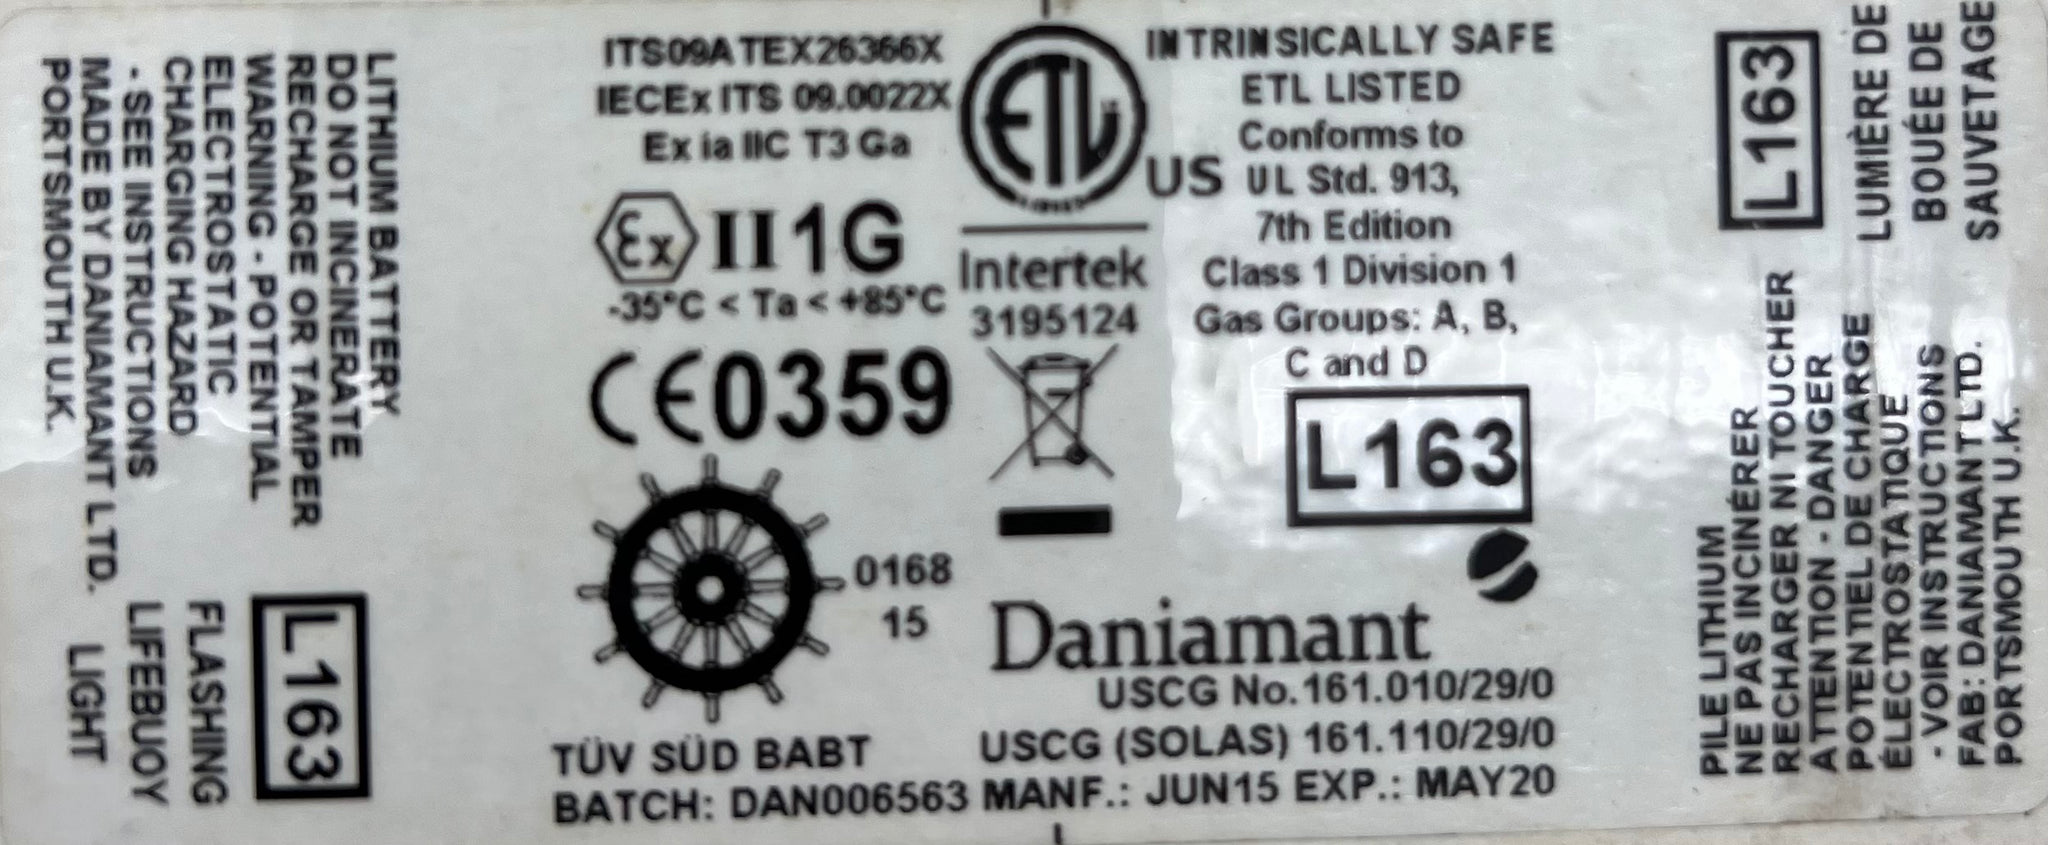 LITHIUM BATTERY
DO NOT INCINERATE
RECHARGE OR TAMPER
WARNING - POTENTIAL
ELECTROSTATIC
CHARGING HAZARD
- SEE INSTRUCTIONS
MADE BY DANIAMANT LTD.
PORTSMOUTH U.K.
L163
FLASHING
LIFEBUOY
LIGHT
ITS09ATEX26366X
IECEx ITS 09.0022X
Ex ia IIC T3 Ga
Ex II 1G
-35°C < Ta < +85°C
CE0359
0168
15
TÜV SÜD BABT
BATCH: DAN006563
ETL
US
Intertek
3195124
INTRINSICALLY SAFE
ETL LISTED
Conforms to
UL Std. 913,
7th Edition
Class 1 Division 1
Gas Groups: A, B,
C and D
L163
Daniamant
USCG No.161.010/29/0
USCG (SOLAS) 161.110/29/0
MANF.: JUN15 EXP.: MAY20
L163
LUMIÈRE DE
BOUÉE DE
SAUVETAGE
PILE LITHIUM
NE PAS INCINÉRER
RECHARGER NI TOUCHER
ATTENTION - DANGER
POTENTIEL DE CHARGE
ÉLECTROSTATIQUE
- VOIR INSTRUCTIONS
FAB: DANIAMANT LTD.
PORTSMOUTH U.K.